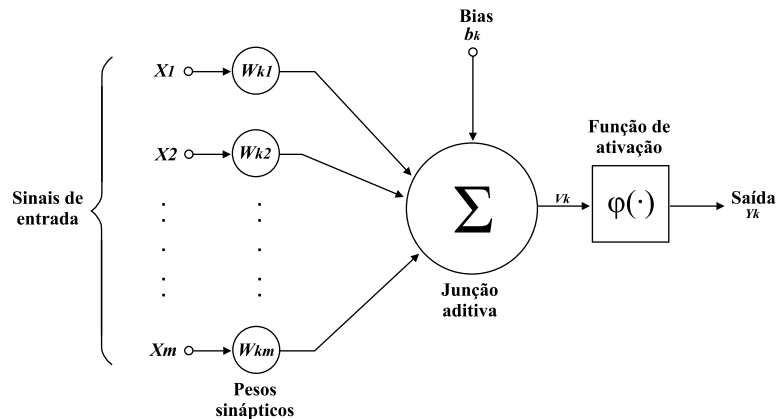 Bias
bk
X1
Wk1
X2
Wk2
Sinais de
entrada
Σ
Vk
Função de
ativação
φ(·)
Saída
Yk
Junção
aditiva
Xm
Wkm
Pesos
sinápticos